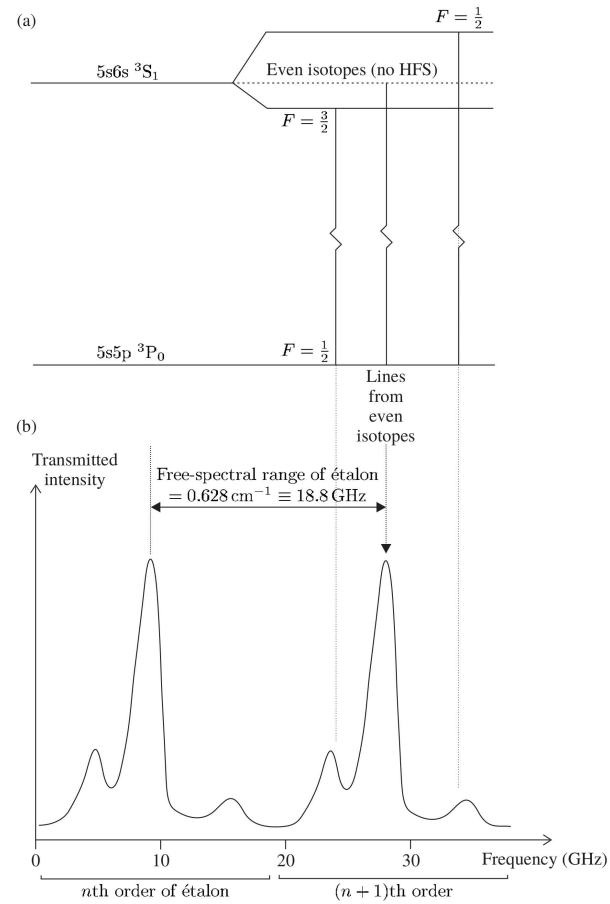 (a)
F = 1/2
5s6s ³S₁
Even isotopes (no HFS)
F = 3/2
5s5p ³P₀
F = 1/2
Lines
from
even
isotopes
(b)
Transmitted
intensity
Free-spectral range of étalon
= 0.628 cm⁻¹ ≡ 18.8 GHz
0
10
20
30
Frequency (GHz)
nth order of étalon
(n + 1)th order